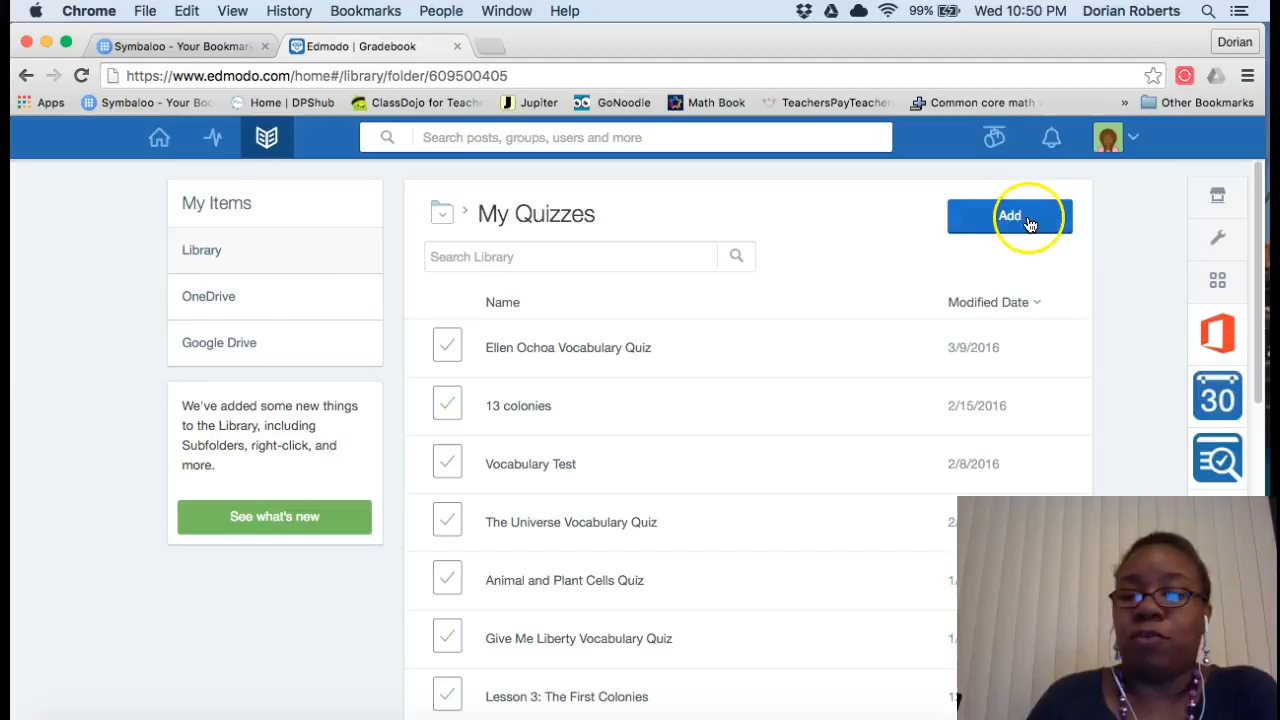 Chrome File Edit View History Bookmarks People Window Help 99% Wed 10:50 PM Dorian Roberts
Symbaloo - Your Bookmar Edmodo | Gradebook Dorian
https://www.edmodo.com/home#/library/folder/609500405
Apps Symbaloo - Your Bo Home | DPShub ClassDojo for Teache Jupiter GoNoodle Math Book TeachersPayTeacher Common core math » Other Bookmarks
Search posts, groups, users and more
My Items
Library
OneDrive
Google Drive
We've added some new things
to the Library, including
Subfolders, right-click, and
more.
See what's new
My Quizzes
Add
Search Library
Name Modified Date
Ellen Ochoa Vocabulary Quiz 3/9/2016
13 colonies 2/15/2016
Vocabulary Test 2/8/2016
The Universe Vocabulary Quiz
Animal and Plant Cells Quiz
Give Me Liberty Vocabulary Quiz
Lesson 3: The First Colonies
30